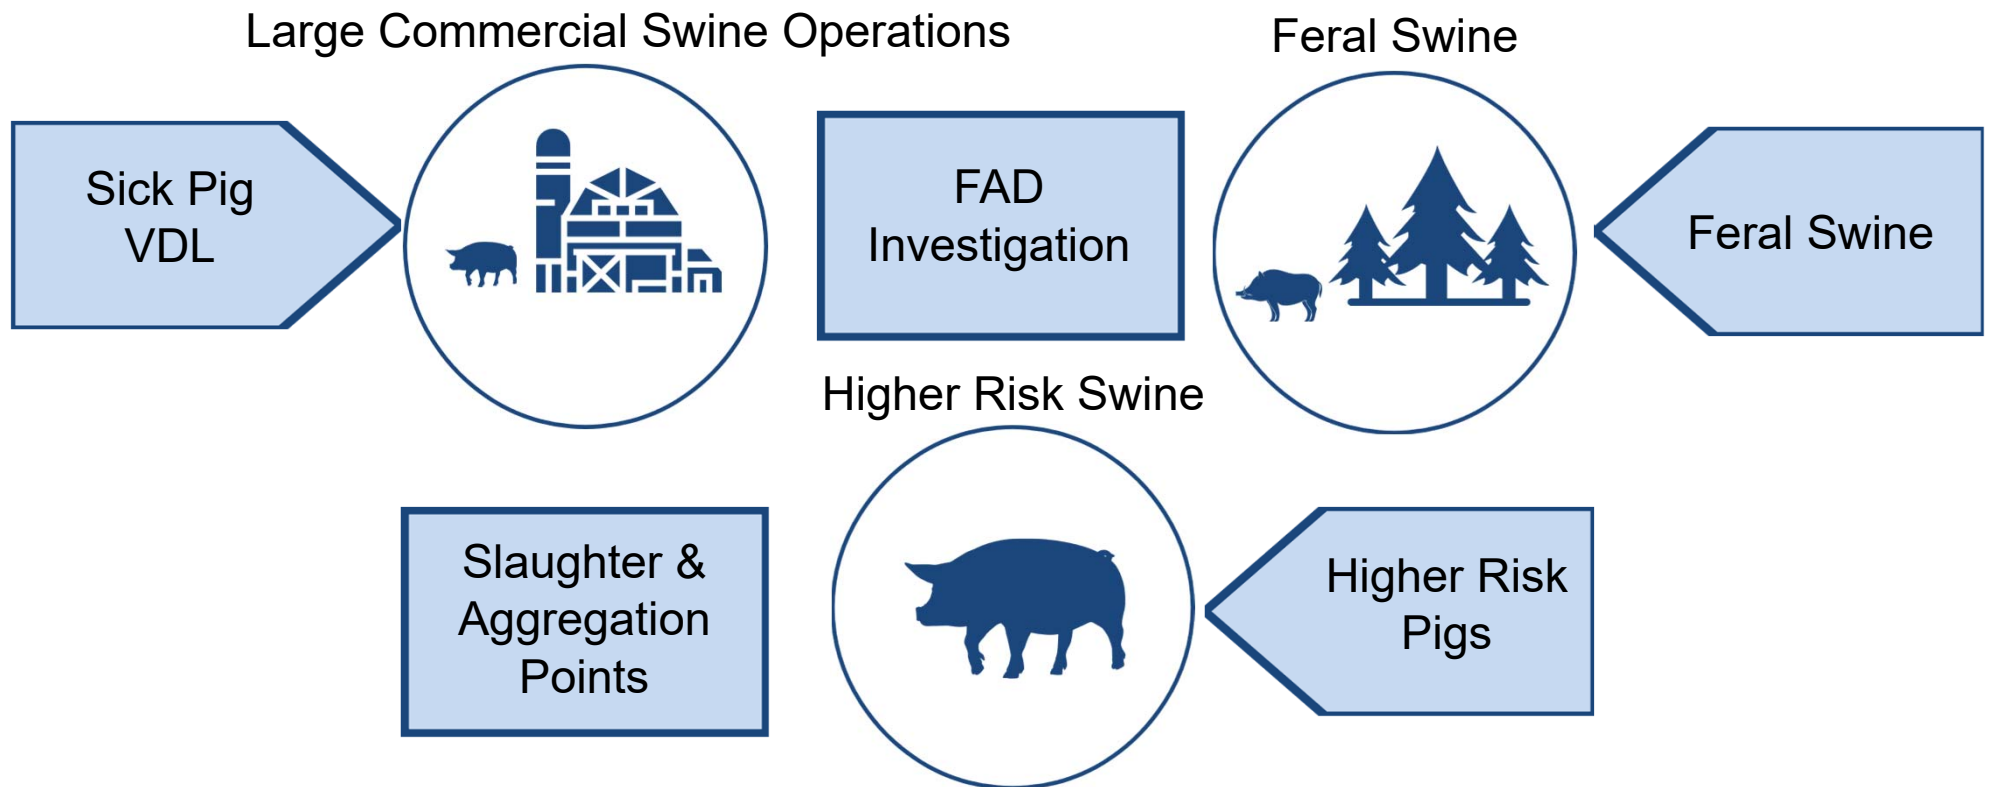 Large Commercial Swine Operations
Feral Swine
Sick Pig
VDL
FAD
Investigation
Feral Swine
Higher Risk Swine
Slaughter &
Aggregation
Points
Higher Risk
Pigs